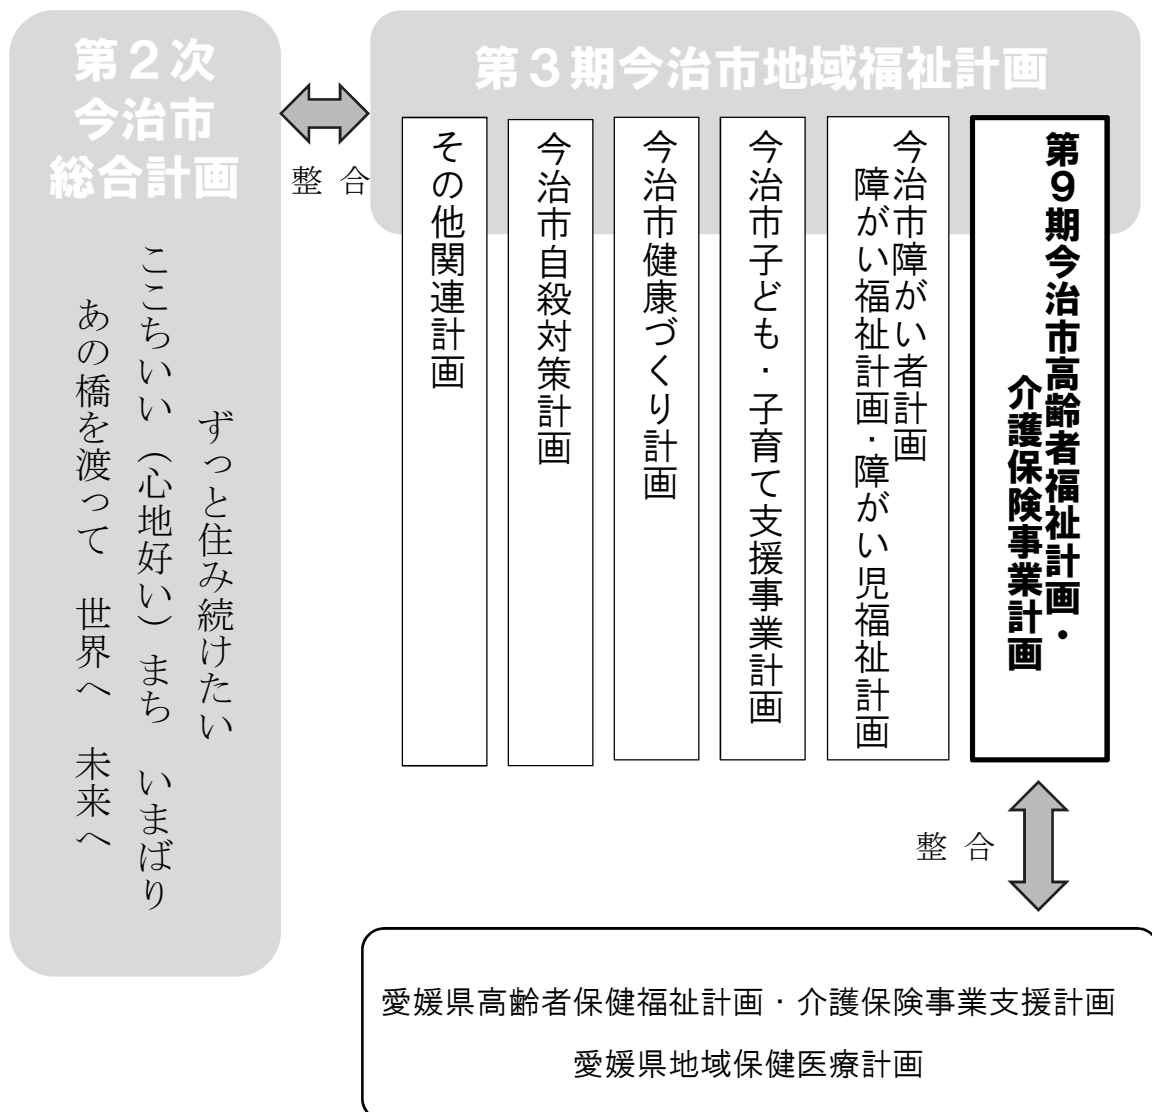 第２次
今治市
総合計画
ずっと住み続けたい
ここちいい（心地好い）まち　いまばり
あの橋を渡って　世界へ　未来へ
整 合
第３期今治市地域福祉計画
第９期今治市高齢者福祉計画・
介護保険事業計画
今治市障がい者計画
障がい福祉計画・障がい児福祉計画
今治市子ども・子育て支援事業計画
今治市健康づくり計画
今治市自殺対策計画
その他関連計画
整 合
愛媛県高齢者保健福祉計画・介護保険事業支援計画
愛媛県地域保健医療計画